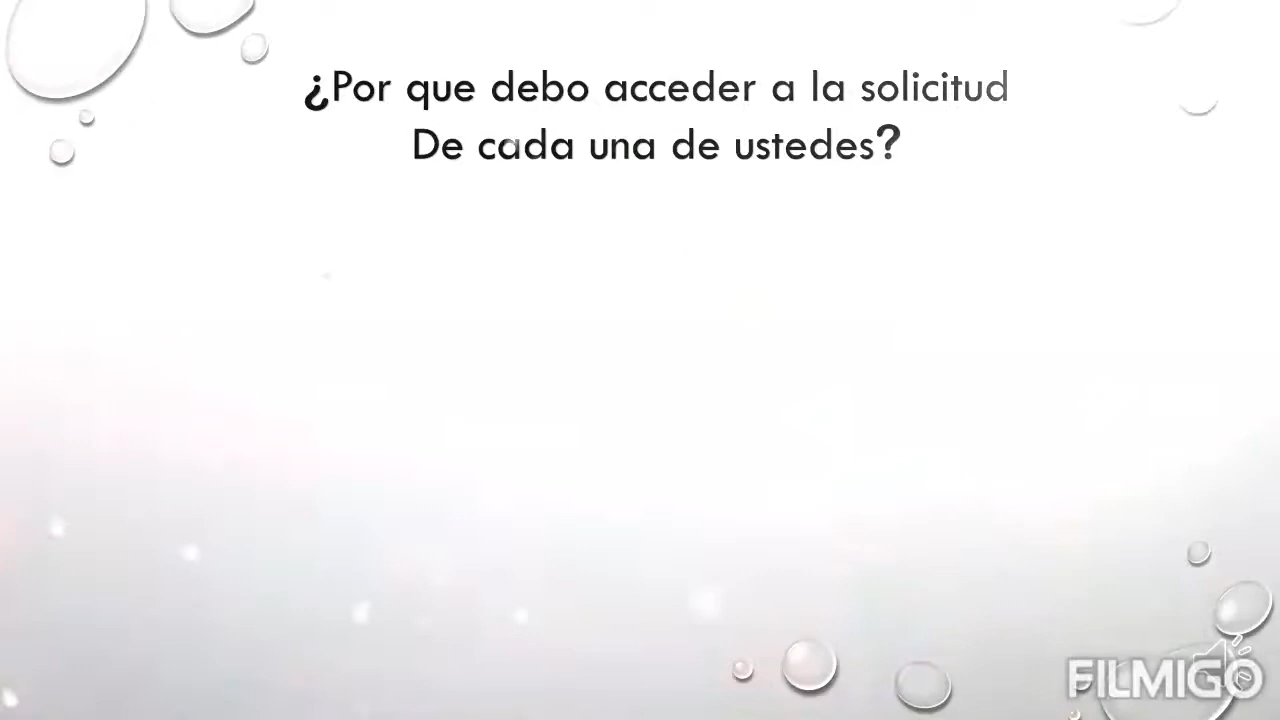 ¿Por que debo acceder a la solicitud
De cada una de ustedes?
FILMIGO